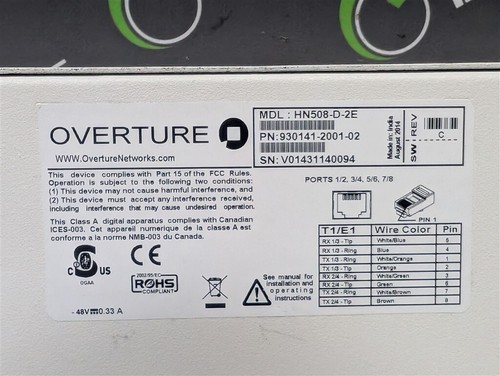 OVERTURE
www.OvertureNetworks.com
MDL : HN508-D-2E
PN:930141-2001-02
SN: V01431140094
Made in: India
August 2014
SW - REV
C
This device complies with Part 15 of the FCC Rules.
Operation is subject to the following two conditions:
(1) This device may not cause harmful interference, and
(2) This device must accept any interference received,
including interference that may cause undesired operation.
This Class A digital apparatus complies with Canadian
ICES-003. Cet appareil numerique de la classe A est
conforme a la norme NMB-003 du Canada.
PORTS 1/2, 3/4, 5/6, 7/8
PIN 1
T1/E1 Wire Color Pin
RX 1/3 - Tip White/Blue 5
RX 1/3 - Ring Blue 4
TX 1/3 - Ring White/Orange 1
TX 1/3 - Tip Orange 2
RX 2/4 - Ring White/Green 3
RX 2/4 - Tip Green 6
TX 2/4 - Ring White/Brown 7
TX 2/4 - Tip Brown 8
C US
OGAA
CE
2002/95/EC
ROHS
COMPLIANT
See manual for
installation and
operating
instructions
- 48V 0.33 A